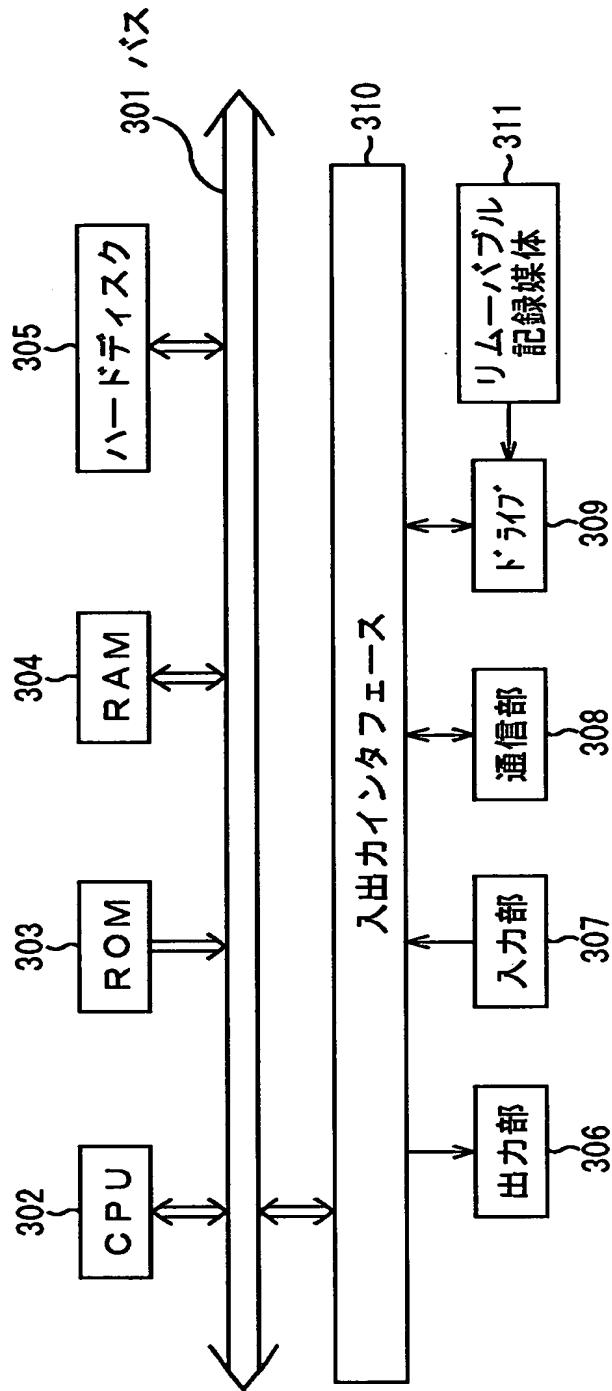 302
CPU
303
ROM
304
RAM
305
ハードディスク
301 バス
入出力インタフェース
310
出力部
306
入力部
307
通信部
308
ドライブ
309
リムーバブル
記録媒体
311